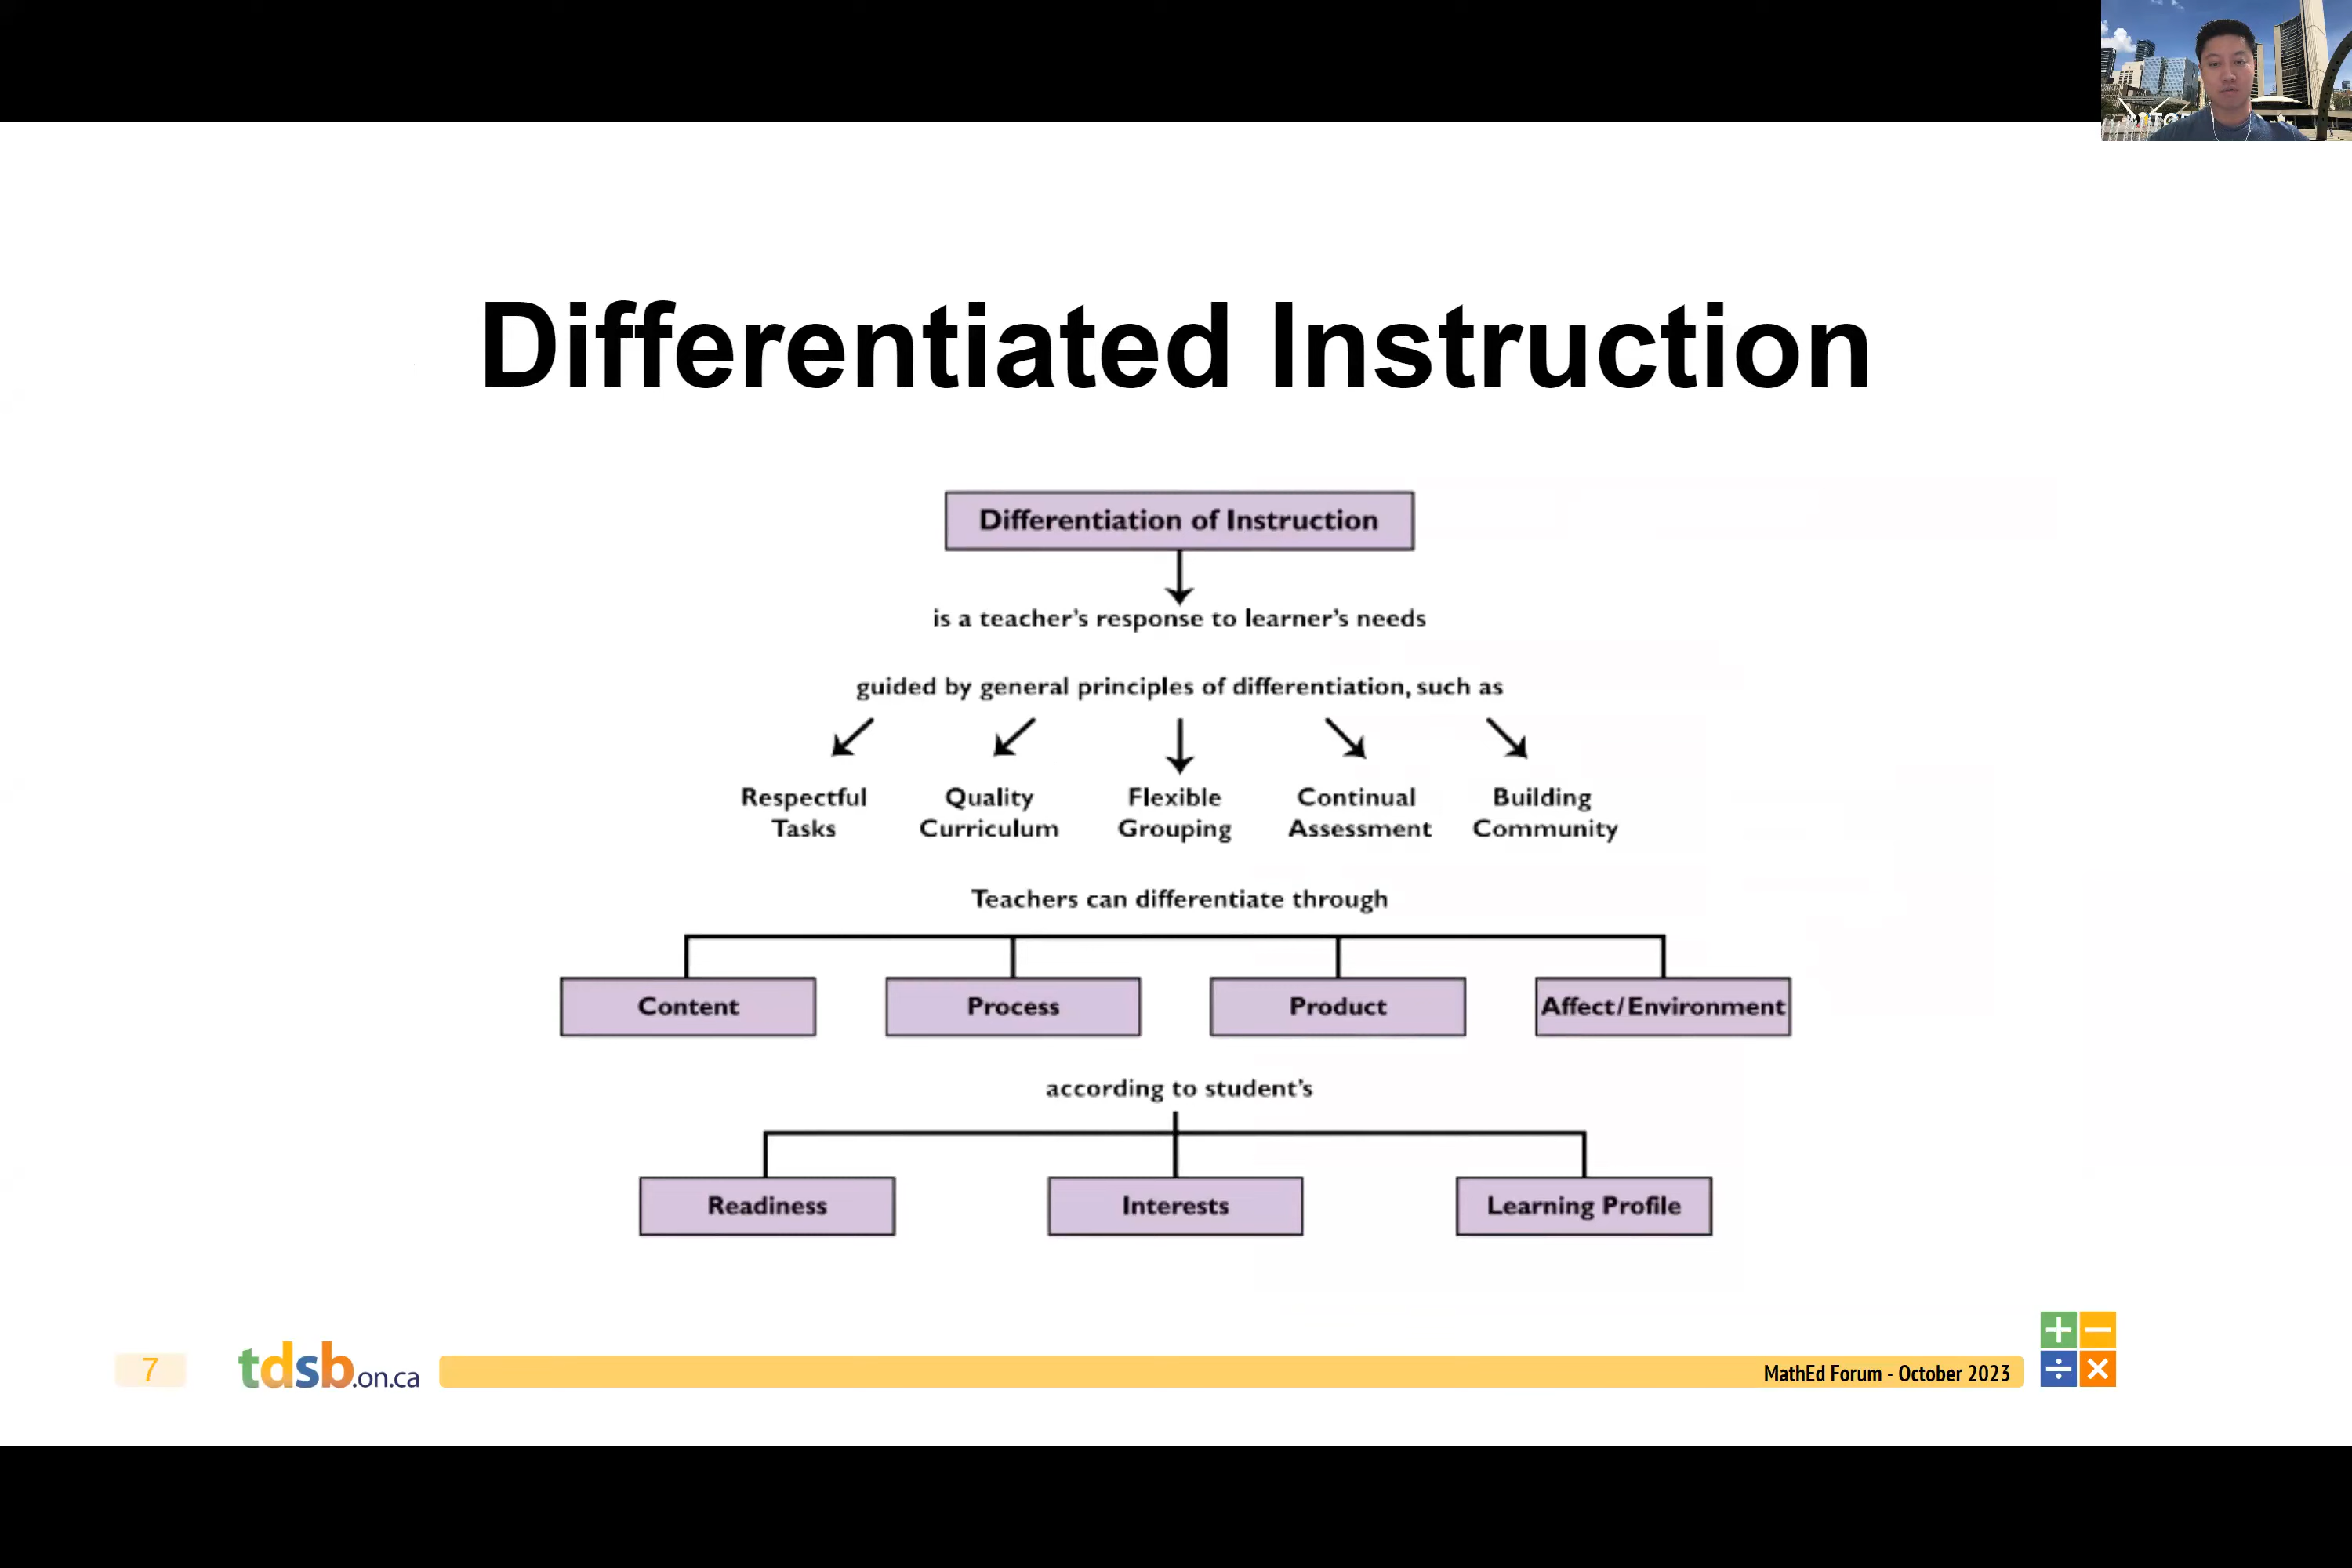 Differentiated Instruction
Differentiation of Instruction
is a teacher's response to learner's needs
guided by general principles of differentiation, such as
Respectful Tasks
Quality Curriculum
Flexible Grouping
Continual Assessment
Building Community
Teachers can differentiate through
Content
Process
Product
Affect/Environment
according to student's
Readiness
Interests
Learning Profile
7
tdsb.on.ca
MathEd Forum - October 2023